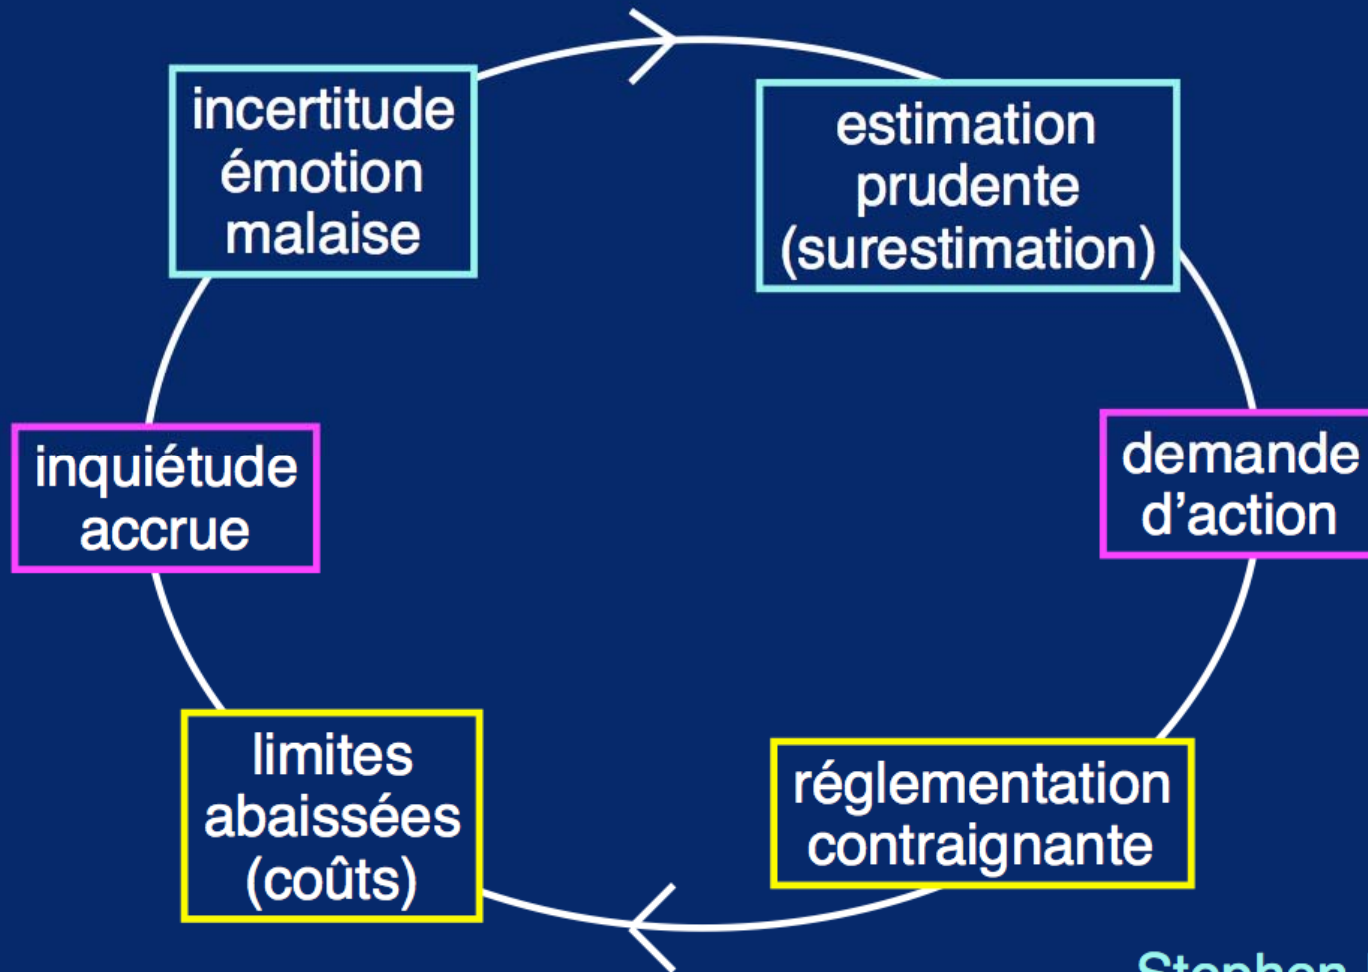 incertitude
émotion
malaise
estimation
prudente
(surestimation)
demande
d’action
réglementation
contraignante
limites
abaissées
(coûts)
inquiétude
accrue